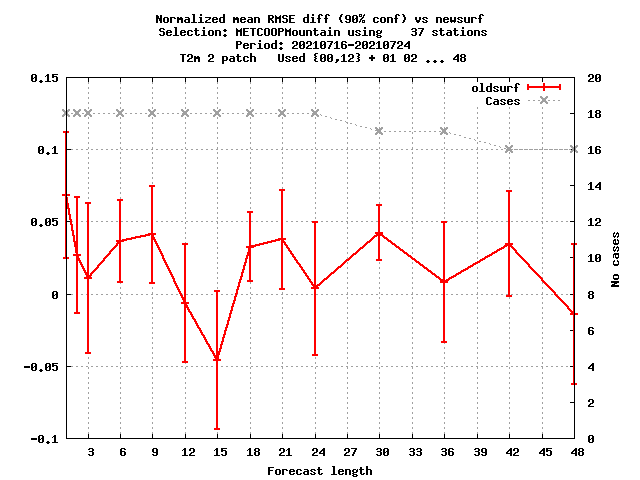 Normalized mean RMSE diff (90% conf) vs newsurf
Selection: METCOOPMountain using    37 stations
Period: 20210716-20210724
T2m 2 patch   Used {00,12} + 01 02 ... 48
oldsurf
Cases
0.15
0.1
0.05
0
-0.05
-0.1
20
18
16
14
12
10
8
6
4
2
0
No cases
3 6 9 12 15 18 21 24 27 30 33 36 39 42 45 48
Forecast length